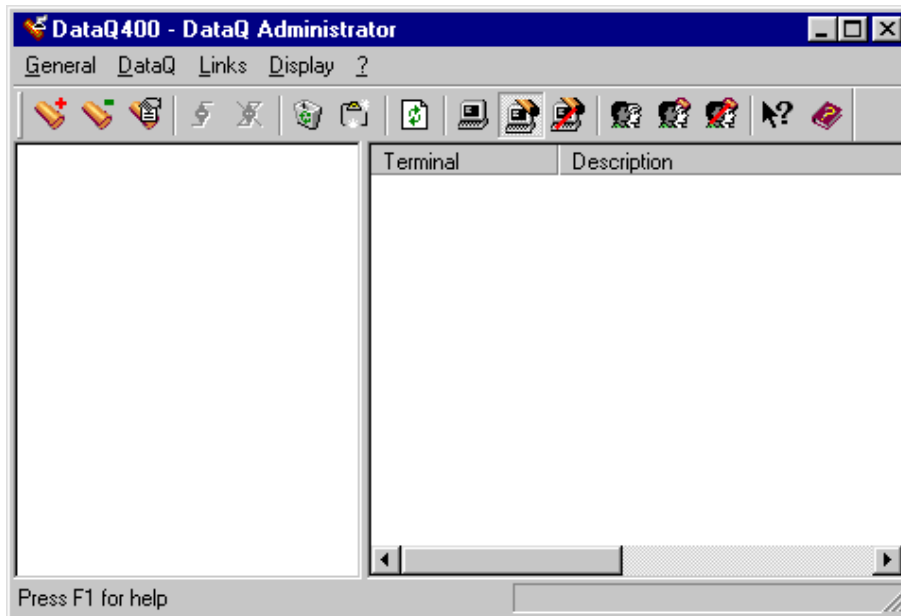 DataQ400 - DataQ Administrator
General DataQ Links Display ?
Terminal Description
Press F1 for help